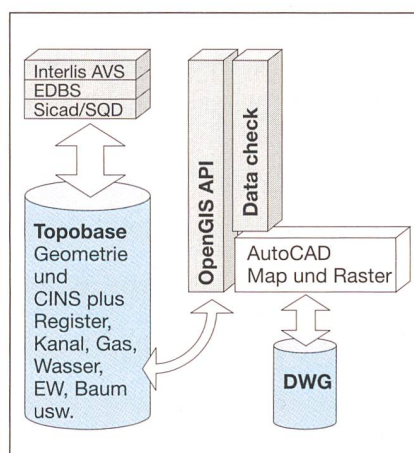 Interlis AVS
EDBS
Sicad/SQD
Topobase
Geometrie
und
CINS plus
Register,
Kanal, Gas,
Wasser,
EW, Baum
usw.
OpenGIS API
Data check
AutoCAD
Map und Raster
DWG